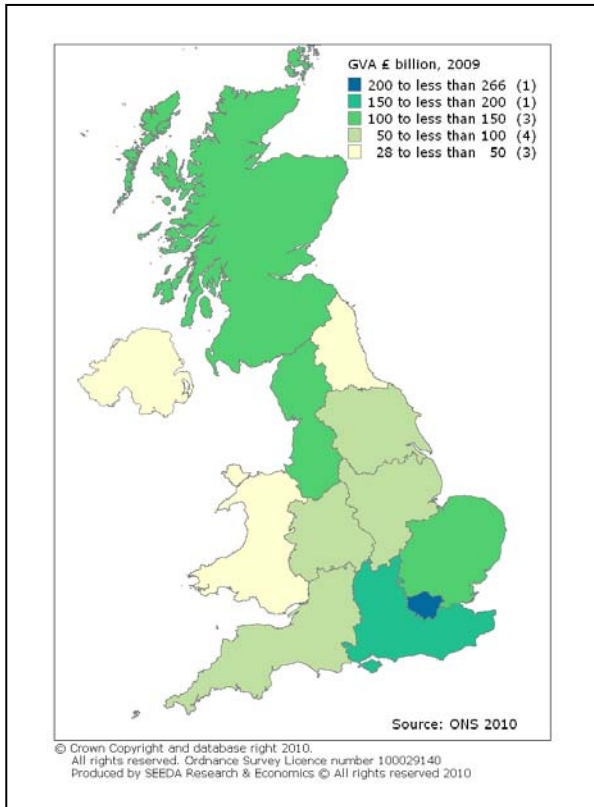 GVA £ billion, 2009
200 to less than 266 (1)
150 to less than 200 (1)
100 to less than 150 (3)
50 to less than 100 (4)
28 to less than 50 (3)
Source: ONS 2010
© Crown Copyright and database right 2010.
All rights reserved. Ordnance Survey Licence number 100029140
Produced by SEEDA Research & Economics © All rights reserved 2010